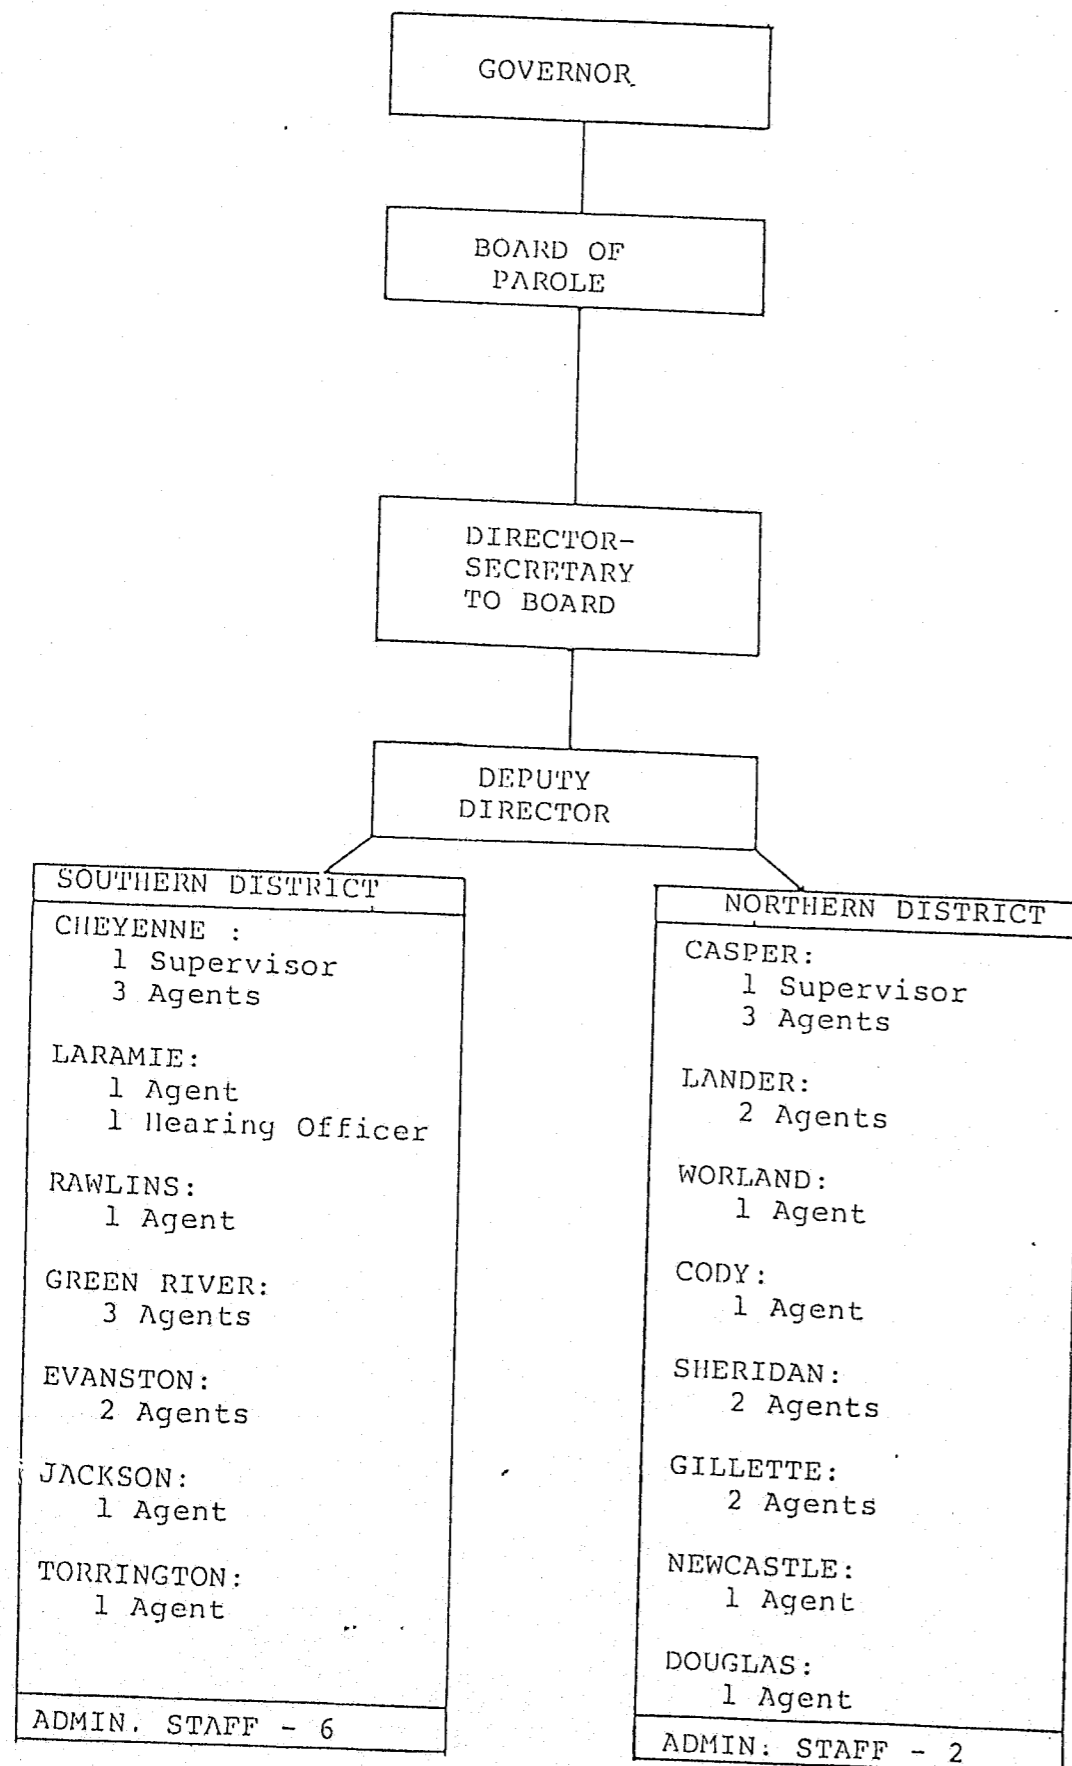 GOVERNOR
BOARD OF
PAROLE
DIRECTOR-
SECRETARY
TO BOARD
DEPUTY
DIRECTOR
SOUTHERN DISTRICT
CHEYENNE :
1 Supervisor
3 Agents
LARAMIE:
1 Agent
1 Hearing Officer
RAWLINS:
1 Agent
GREEN RIVER:
3 Agents
EVANSTON:
2 Agents
JACKSON:
1 Agent
TORRINGTON:
1 Agent
ADMIN. STAFF - 6
NORTHERN DISTRICT
CASPER:
1 Supervisor
3 Agents
LANDER:
2 Agents
WORLAND:
1 Agent
CODY:
1 Agent
SHERIDAN:
2 Agents
GILLETTE:
2 Agents
NEWCASTLE:
1 Agent
DOUGLAS:
1 Agent
ADMIN: STAFF - 2